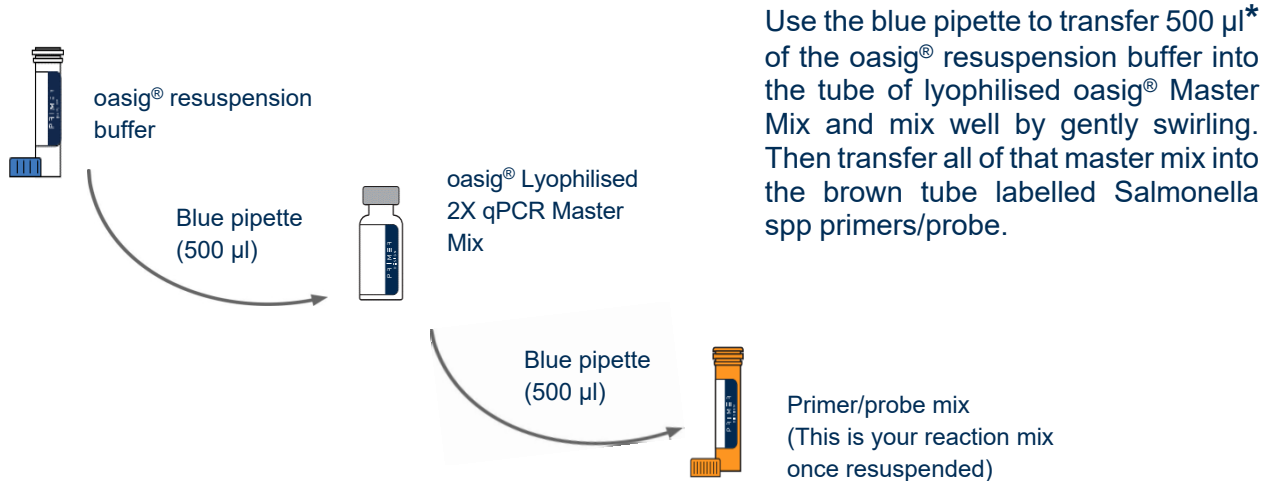 Use the blue pipette to transfer 500 µl*
of the oasig® resuspension buffer into
the tube of lyophilised oasig® Master
Mix and mix well by gently swirling.
Then transfer all of that master mix into
the brown tube labelled Salmonella
spp primers/probe.
oasig® resuspension
buffer
Blue pipette
(500 µl)
oasig® Lyophilised
2X qPCR Master
Mix
Blue pipette
(500 µl)
Primer/probe mix
(This is your reaction mix
once resuspended)
PRIMER
PRIMER
PRIMER